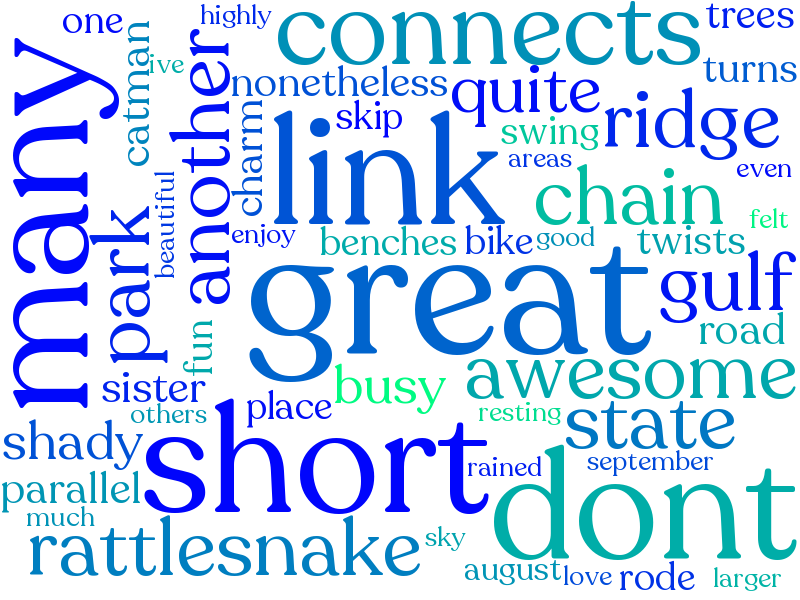 one
highly
connects
trees
many
catman
ive
another
nonetheless
quite
turns
charm
skip
link
swing
ridge
areas
even
beautiful
park
enjoy
benches
bike
good
chain
twists
felt
great
gulf
fun
road
sister
others
place
busy
awesome
resting
state
shady
short
rained
september
parallel
much
dont
rattlesnake
sky
august
love
rode
larger